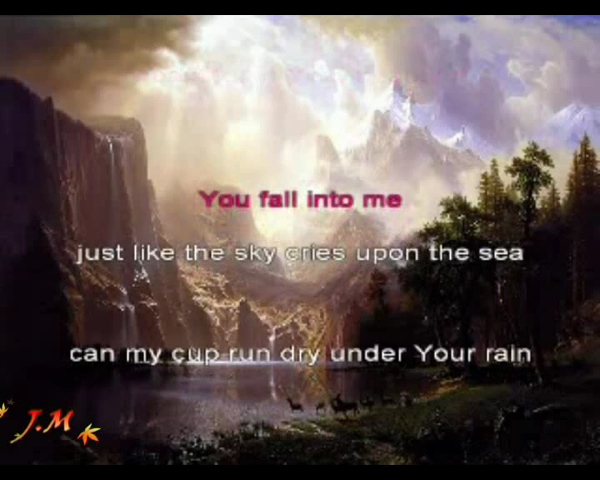 You fall into me
just like the sky cries upon the sea
can my cup run dry under Your rain
J.M